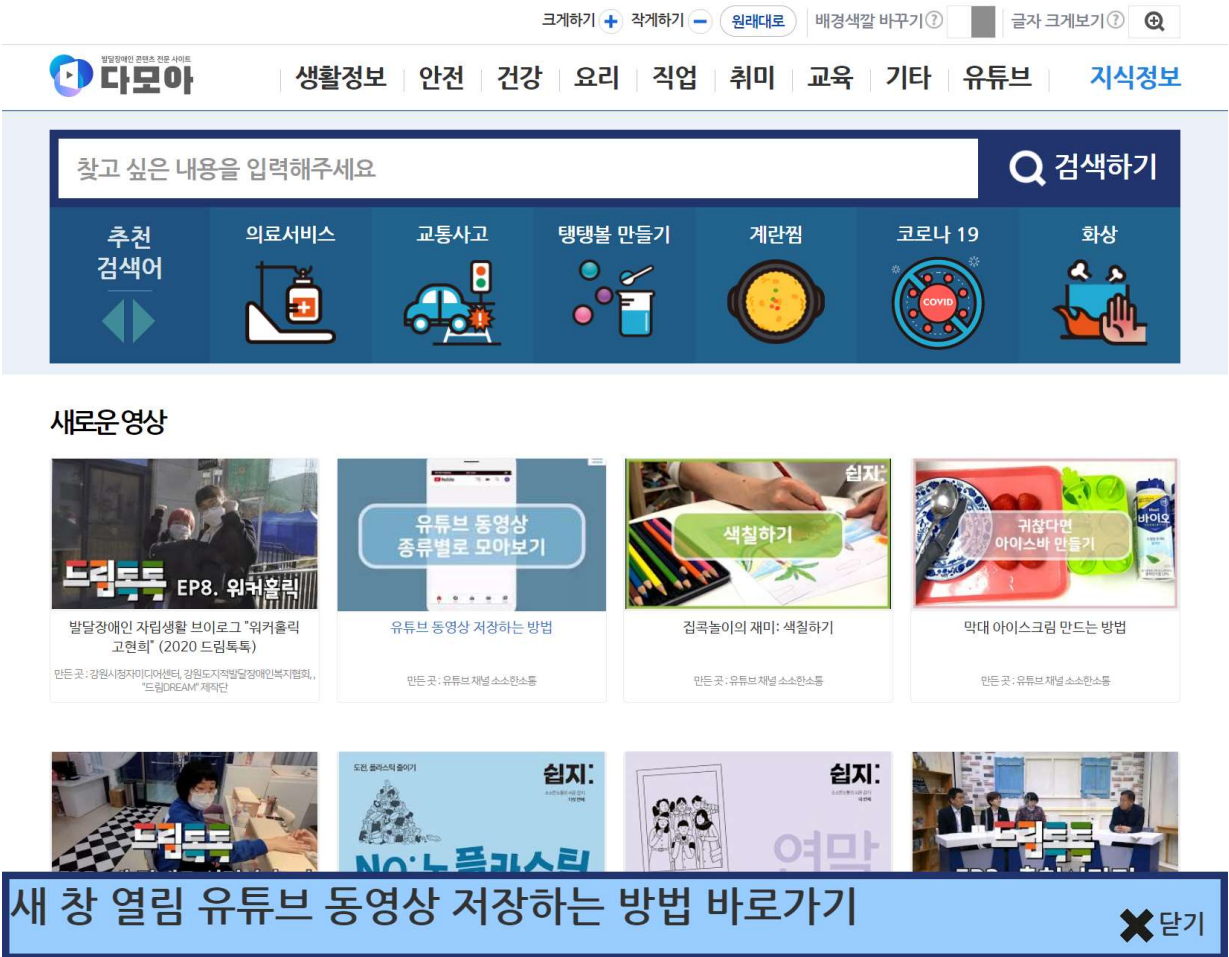 크게하기 작게하기 원래대로 배경색깔 바꾸기? 글자 크게보기?
발달장애인 콘텐츠 전문 사이트
다모아
생활정보 안전 건강 요리 직업 취미 교육 기타 유튜브 지식정보
찾고 싶은 내용을 입력해주세요
검색하기
추천
검색어
의료서비스 교통사고 탱탱볼 만들기 계란찜 코로나 19 화상
COVID
새로운 영상
드림톡톡 EP8. 워커홀릭
발달장애인 자립생활 브이로그 "워커홀릭
고현희" (2020 드림톡톡)
만든 곳 : 강원시청자미디어센터, 강원도지적발달장애인복지협회, ,
"드림DREAM" 제작단
YouTube
유튜브 동영상
종류별로 모아보기
유튜브 동영상 저장하는 방법
만든 곳 : 유튜브 채널 소소한소통
쉽지:
색칠하기
집콕놀이의 재미: 색칠하기
만든 곳 : 유튜브 채널 소소한소통
귀찮다면
아이스바 만들기
바이오
막대 아이스크림 만드는 방법
만든 곳 : 유튜브 채널 소소한소통
드림톡톡
도전, 플라스틱 줄이기
쉽지:
No: 노 플라스틱
쉽지:
연말
드림톡톡
새 창 열림 유튜브 동영상 저장하는 방법 바로가기
닫기